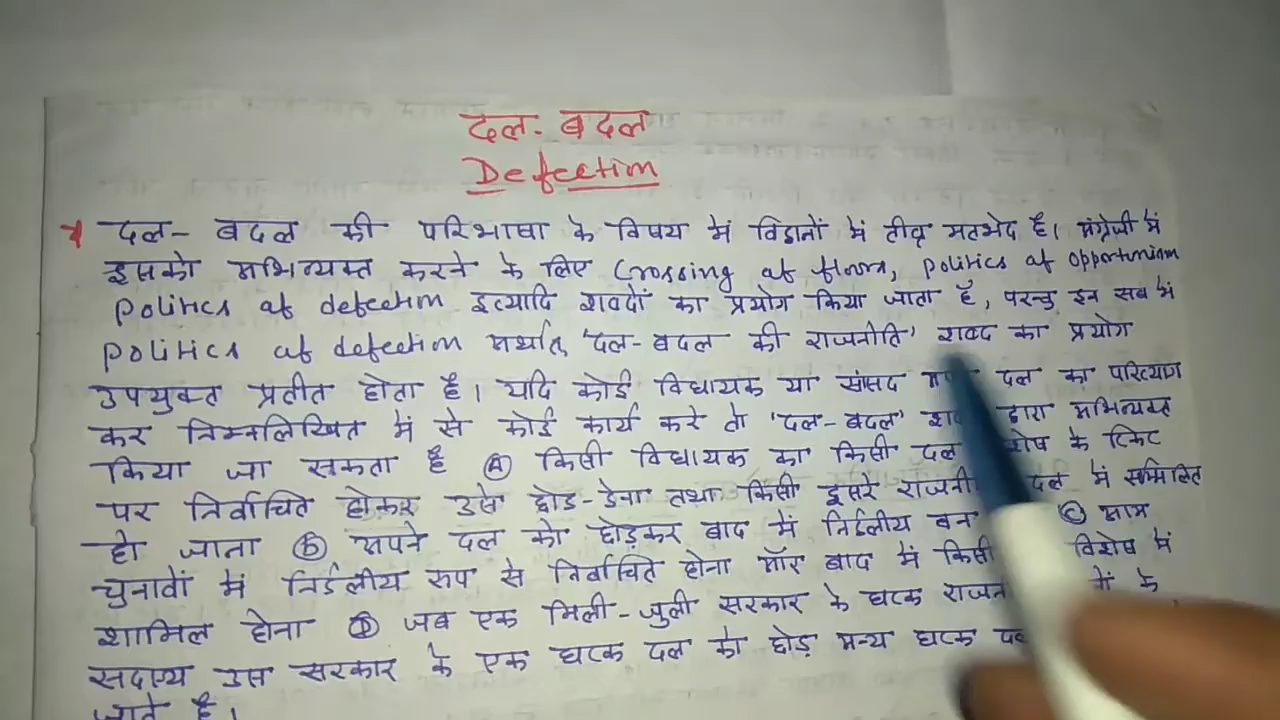 दल-बदल
Defection
दल-बदल की परिभाषा के विषय में विद्वानों में तीव्र मतभेद है। अंग्रेजी में
इसको अभिव्यक्त करने के लिए Crossing of floors, politics of opportunism
politics of defection इत्यादि शब्दों का प्रयोग किया जाता है, परन्तु इन सब में
politics of defection अर्थात् 'दल-बदल की राजनीति' शब्द का प्रयोग
उपयुक्त प्रतीत होता है। यदि कोई विधायक या सांसद दल का परित्याग
कर निम्नलिखित में से कोई कार्य करे तो 'दल-बदल' द्वारा अभिव्यक्त
किया जा सकता है (A) किसी विधायक का किसी दल के टिकट
पर निर्वाचित होकर उसे छोड़-देना तथा किसी दूसरे दल में सम्मिलित
हो जाना (B) अपने दल को छोड़कर बाद में निर्दलीय बन (C) आम
चुनावों में निर्दलीय रूप से निर्वाचित होना और बाद में किसी विशेष में
शामिल होना (D) जब एक मिली-जुली सरकार के घटक के
सदस्य उस सरकार के एक घटक दल को छोड़ अन्य घटक
जाते है।